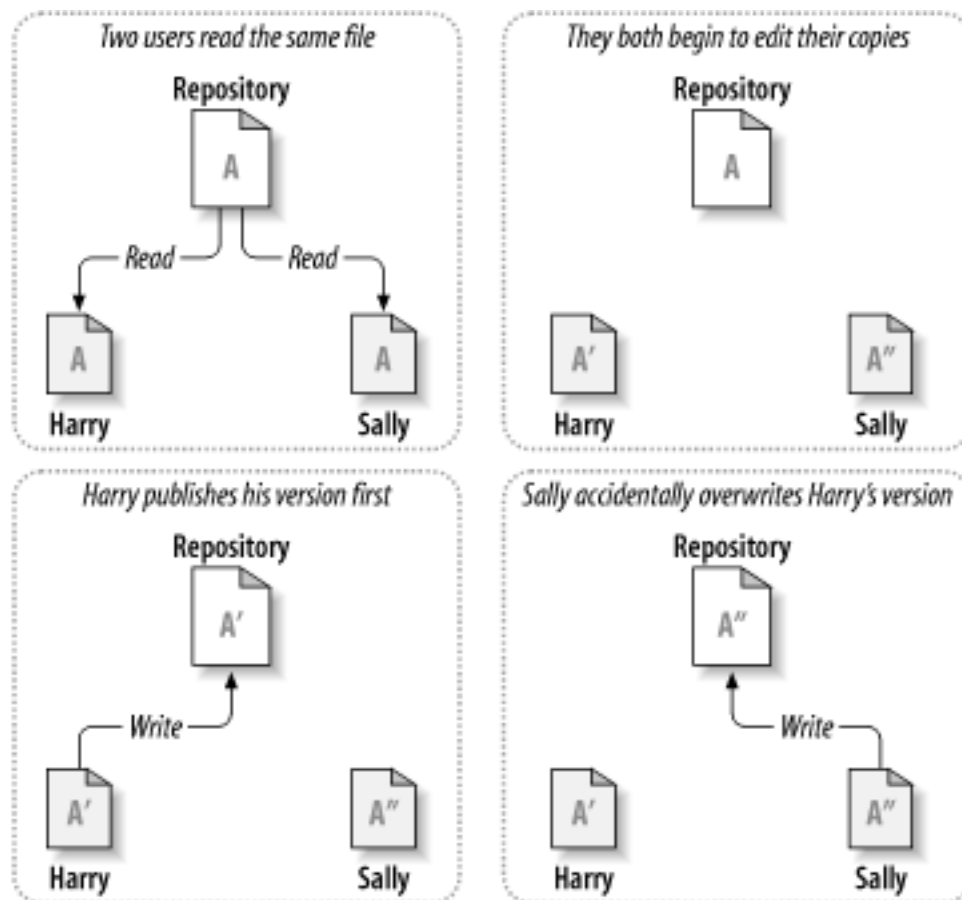 Two users read the same file
Repository
A
Read Read
A A
Harry Sally
They both begin to edit their copies
Repository
A
A′ A″
Harry Sally
Harry publishes his version first
Repository
A′
Write
A′ A″
Harry Sally
Sally accidentally overwrites Harry's version
Repository
A″
Write
A′ A″
Harry Sally